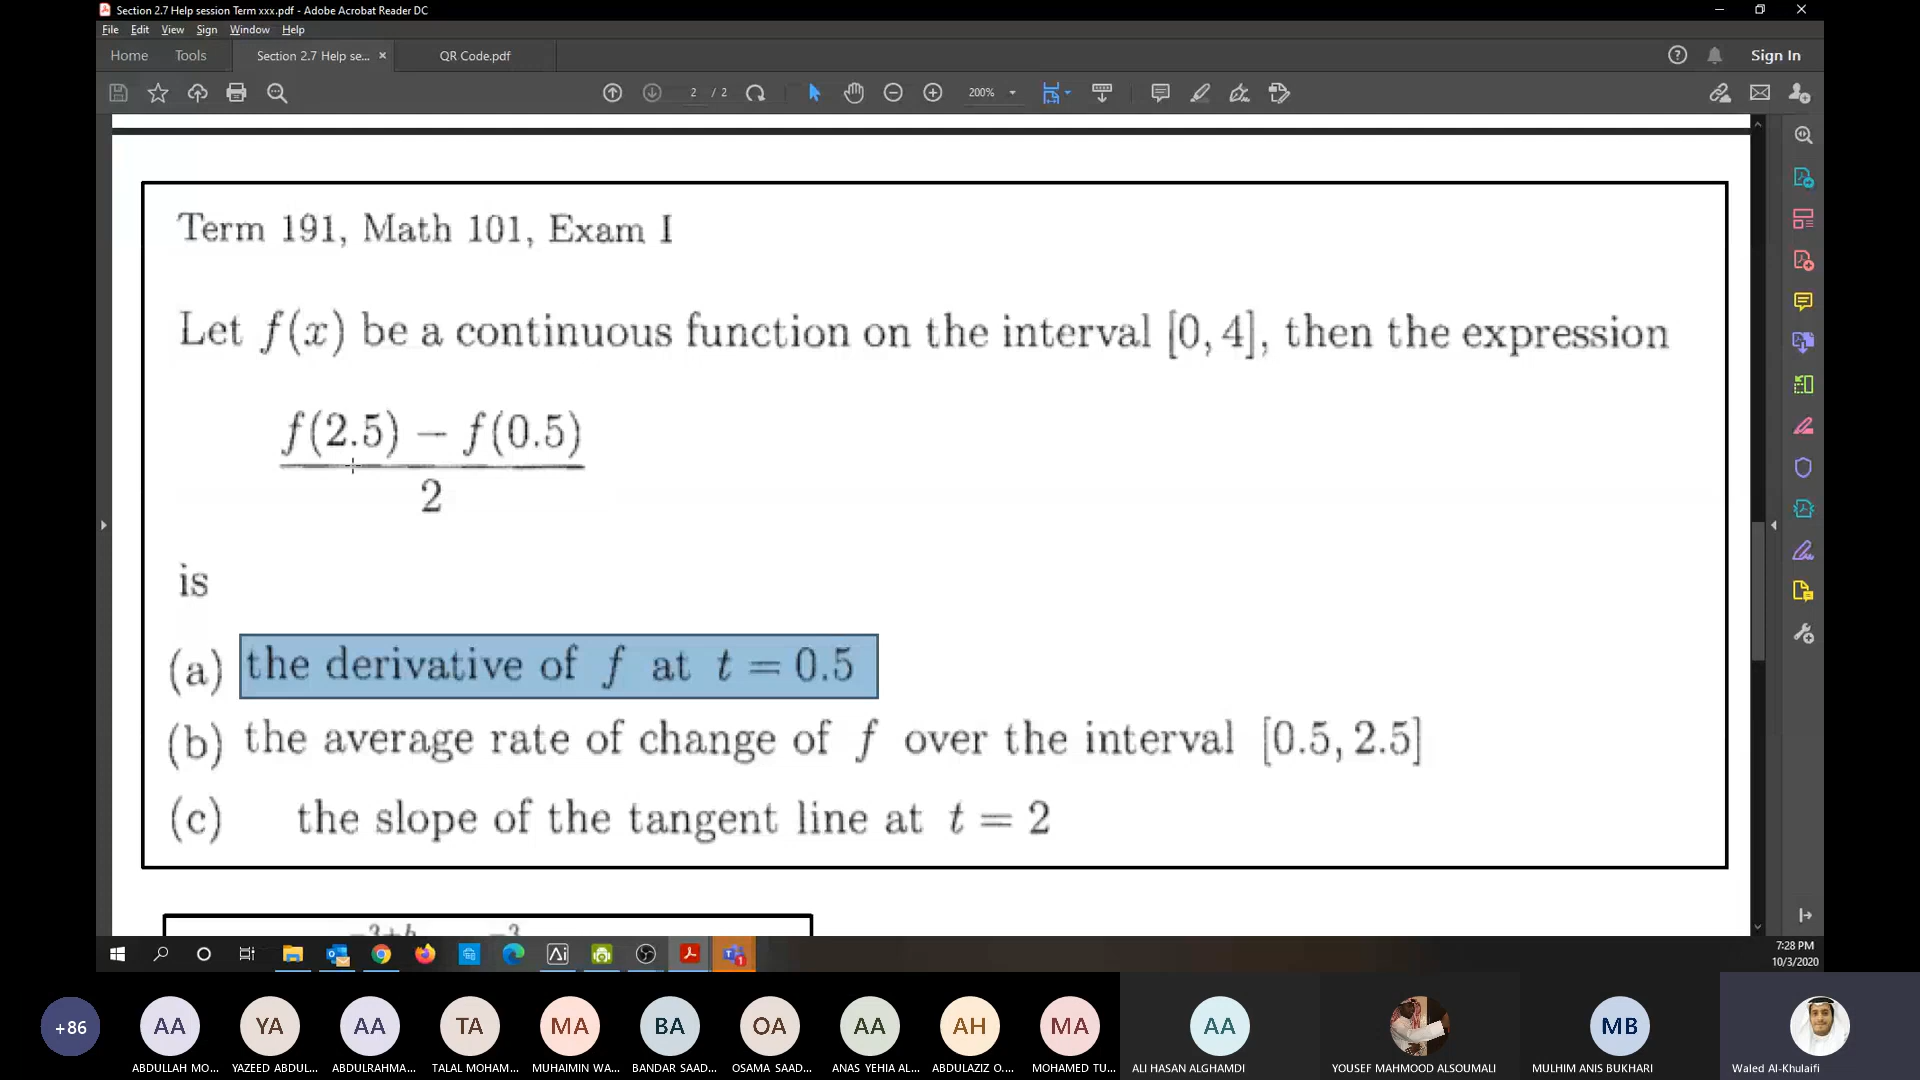 Section 2.7 Help session Term xxx.pdf - Adobe Acrobat Reader DC
File Edit View Sign Window Help
Home Tools Section 2.7 Help se... × QR Code.pdf Sign In
2 / 2 200%
Term 191, Math 101, Exam I
Let f(x) be a continuous function on the interval [0, 4], then the expression
f(2.5) − f(0.5)
2
is
(a) the derivative of f at t = 0.5
(b) the average rate of change of f over the interval [0.5, 2.5]
(c) the slope of the tangent line at t = 2
7:28 PM
10/3/2020
+86 AA YA AA TA MA BA OA AA AH MA AA MB
ABDULLAH MO... YAZEED ABDUL... ABDULRAHMA... TALAL MOHAM... MUHAIMIN WA... BANDAR SAAD... OSAMA SAAD... ANAS YEHIA AL... ABDULAZIZ O.... MOHAMED TU... ALI HASAN ALGHAMDI YOUSEF MAHMOOD ALSOUMALI MULHIM ANIS BUKHARI Waled Al-Khulaifi